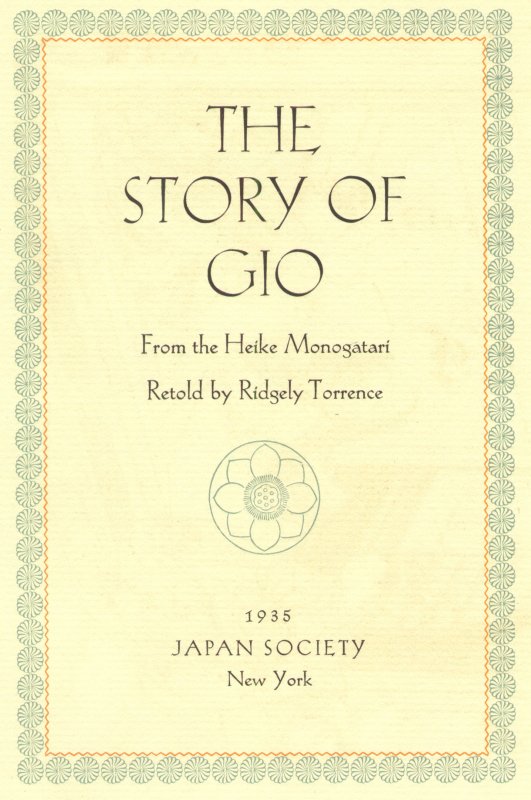 THE
STORY OF
GIO
From the Heike Monogatari
Retold by Ridgely Torrence
1935
JAPAN SOCIETY
New York